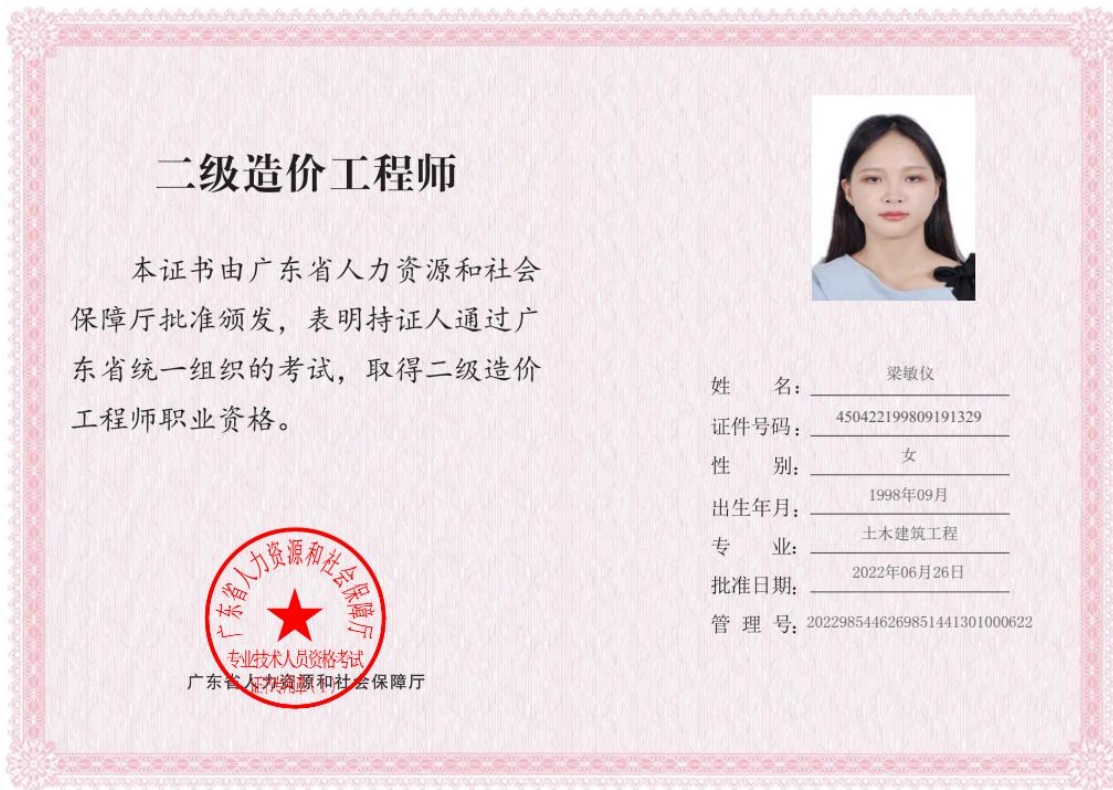 二级造价工程师
本证书由广东省人力资源和社会
保障厅批准颁发，表明持证人通过广
东省统一组织的考试，取得二级造价
工程师职业资格。
广东省人力资源和社会保障厅
专业技术人员资格考试
广东省人力资源和社会保障厅
姓 名：梁敏仪
证件号码：450422199809191329
性 别：女
出生年月：1998年09月
专 业：土木建筑工程
批准日期：2022年06月26日
管 理 号：20229854462698514413010​00622